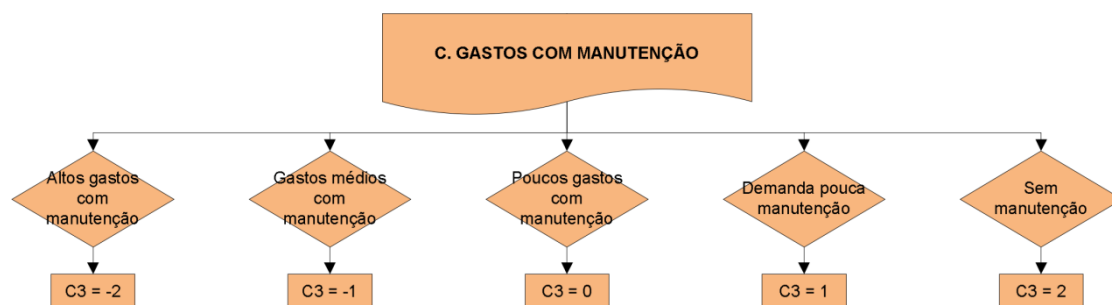 C. GASTOS COM MANUTENÇÃO
Altos gastos
com
manutenção
Gastos médios
com
manutenção
Poucos gastos
com
manutenção
Demanda pouca
manutenção
Sem
manutenção
C3 = -2
C3 = -1
C3 = 0
C3 = 1
C3 = 2